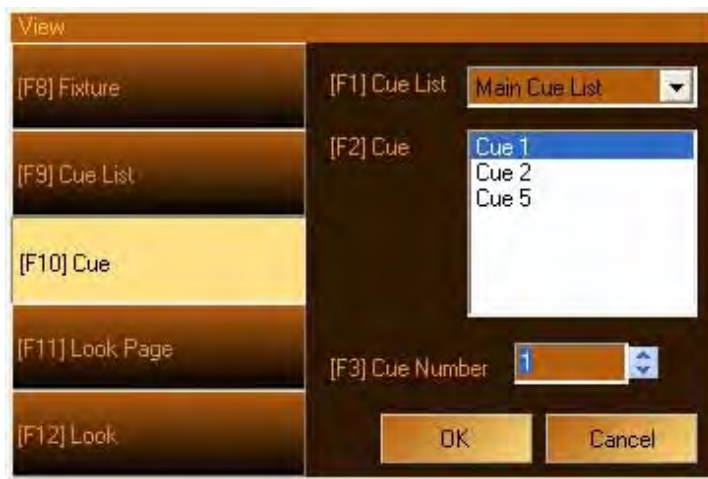 View
[F8] Fixture
[F9] Cue List
[F10] Cue
[F11] Look Page
[F12] Look
[F1] Cue List
Main Cue List
[F2] Cue
Cue 1
Cue 2
Cue 5
[F3] Cue Number
1
OK
Cancel